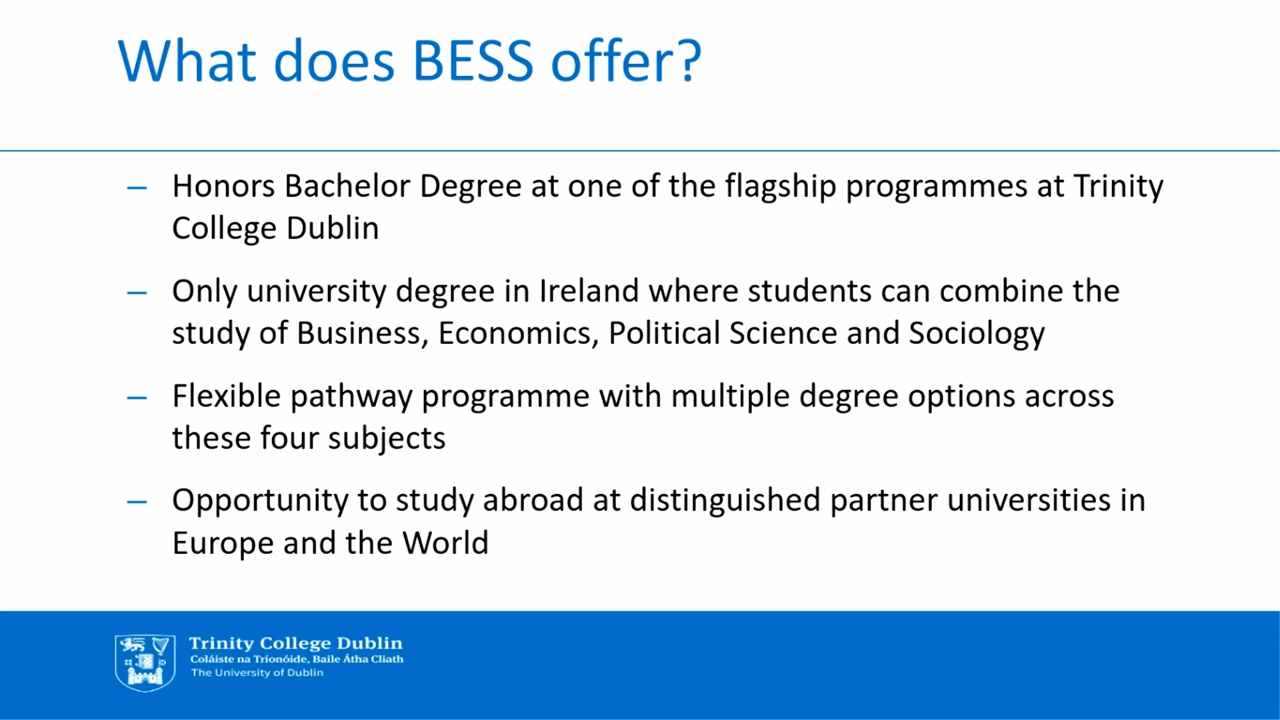 What does BESS offer?
– Honors Bachelor Degree at one of the flagship programmes at Trinity
College Dublin
– Only university degree in Ireland where students can combine the
study of Business, Economics, Political Science and Sociology
– Flexible pathway programme with multiple degree options across
these four subjects
– Opportunity to study abroad at distinguished partner universities in
Europe and the World
Trinity College Dublin
Coláiste na Tríonóide, Baile Átha Cliath
The University of Dublin